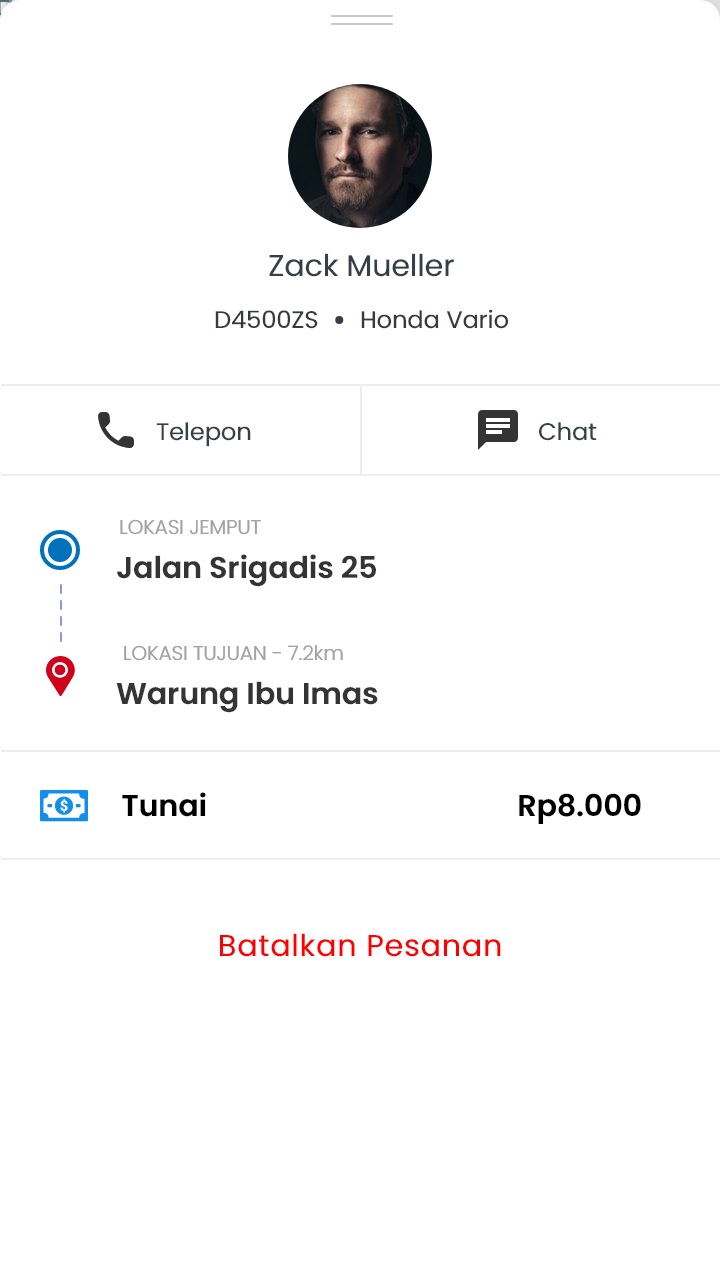 Zack Mueller
D4500ZS • Honda Vario
Telepon
Chat
LOKASI JEMPUT
Jalan Srigadis 25
LOKASI TUJUAN - 7.2km
Warung Ibu Imas
Tunai
Rp8.000
Batalkan Pesanan